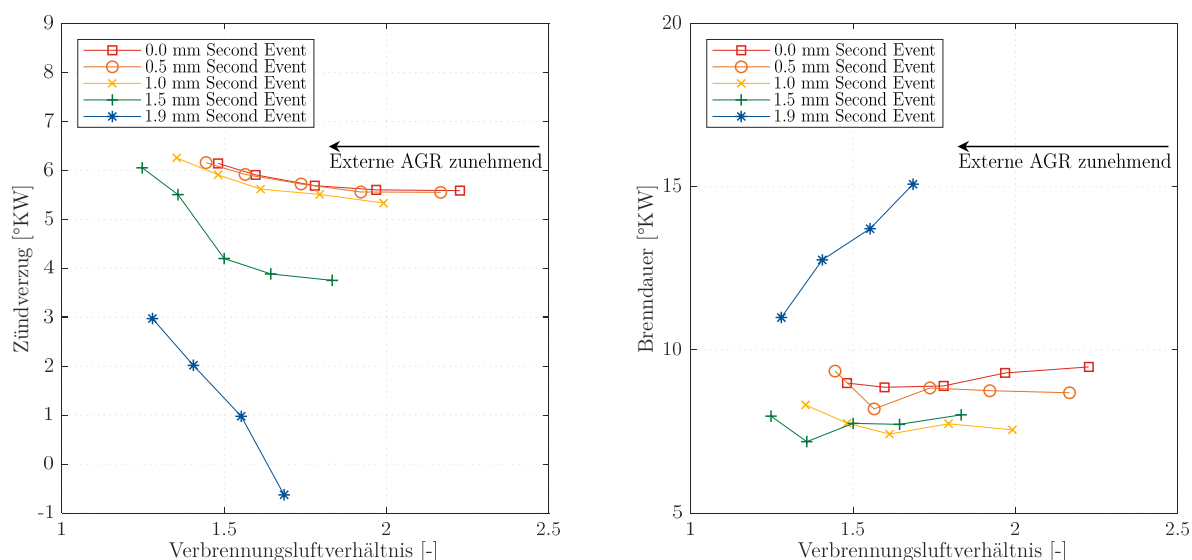 9
8
7
6
5
4
3
2
1
0
-1
1
1.5
2
2.5
Zündverzug [°KW]
Verbrennungsluftverhältnis [-]
0.0 mm Second Event
0.5 mm Second Event
1.0 mm Second Event
1.5 mm Second Event
1.9 mm Second Event
Externe AGR zunehmend
20
15
10
5
1
1.5
2
2.5
Brenndauer [°KW]
Verbrennungsluftverhältnis [-]
0.0 mm Second Event
0.5 mm Second Event
1.0 mm Second Event
1.5 mm Second Event
1.9 mm Second Event
Externe AGR zunehmend